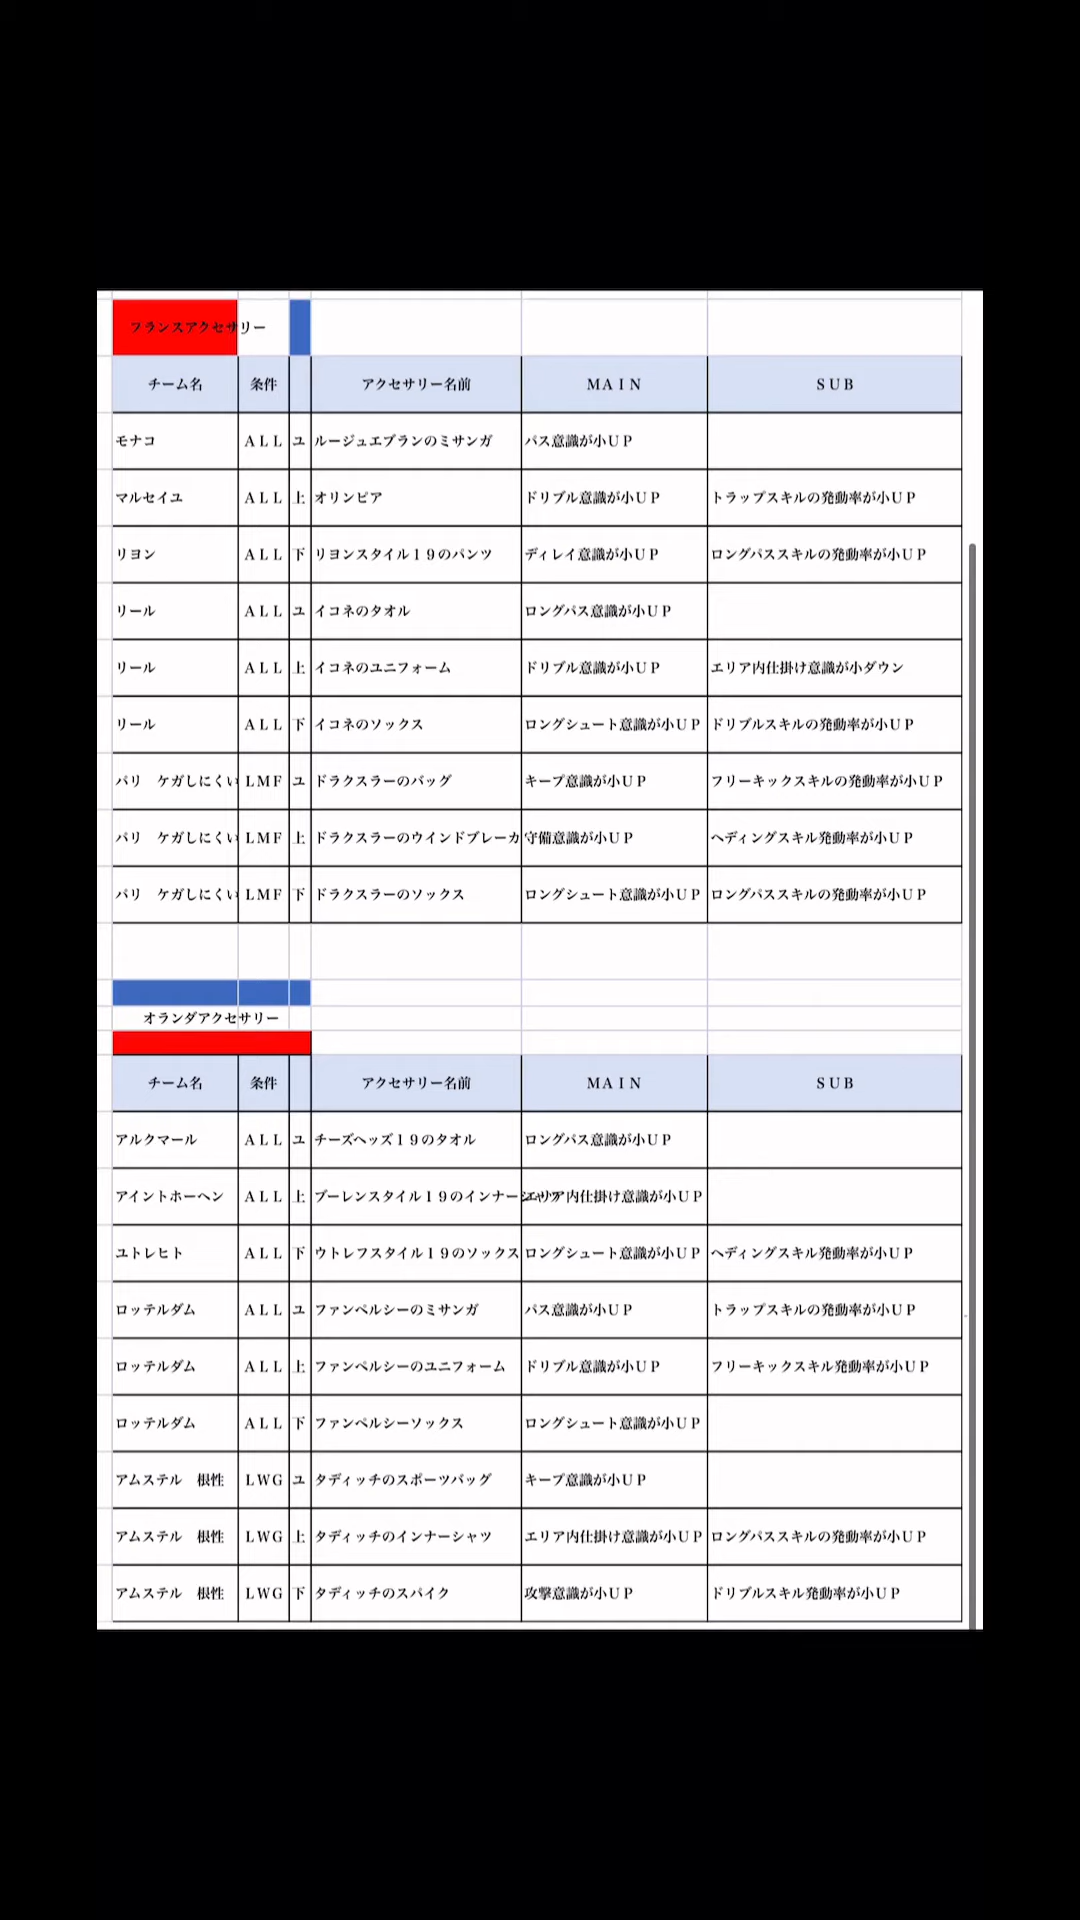 フランスアクセサリー
チーム名 条件 アクセサリー名前 ＭＡＩＮ ＳＵＢ
モナコ ＡＬＬ ユ ルージュエブランのミサンガ パス意識が小ＵＰ
マルセイユ ＡＬＬ 上 オリンピア ドリブル意識が小ＵＰ トラップスキルの発動率が小ＵＰ
リヨン ＡＬＬ 下 リヨンスタイル１９のパンツ ディレイ意識が小ＵＰ ロングパススキルの発動率が小ＵＰ
リール ＡＬＬ ユ イコネのタオル ロングパス意識が小ＵＰ
リール ＡＬＬ 上 イコネのユニフォーム ドリブル意識が小ＵＰ エリア内仕掛け意識が小ダウン
リール ＡＬＬ 下 イコネのソックス ロングシュート意識が小ＵＰ ドリブルスキルの発動率が小ＵＰ
パリ　ケガしにくい ＬＭＦ ユ ドラクスラーのバッグ キープ意識が小ＵＰ フリーキックスキルの発動率が小ＵＰ
パリ　ケガしにくい ＬＭＦ 上 ドラクスラーのウインドブレーカ 守備意識が小ＵＰ ヘディングスキル発動率が小ＵＰ
パリ　ケガしにくい ＬＭＦ 下 ドラクスラーのソックス ロングシュート意識が小ＵＰ ロングパススキルの発動率が小ＵＰ
オランダアクセサリー
チーム名 条件 アクセサリー名前 ＭＡＩＮ ＳＵＢ
アルクマール ＡＬＬ ユ チーズヘッズ１９のタオル ロングパス意識が小ＵＰ
アイントホーヘン ＡＬＬ 上 ブーレンスタイル１９のインナーシャツ エリア内仕掛け意識が小ＵＰ
ユトレヒト ＡＬＬ 下 ウトレフスタイル１９のソックス ロングシュート意識が小ＵＰ ヘディングスキル発動率が小ＵＰ
ロッテルダム ＡＬＬ ユ ファンペルシーのミサンガ パス意識が小ＵＰ トラップスキルの発動率が小ＵＰ
ロッテルダム ＡＬＬ 上 ファンペルシーのユニフォーム ドリブル意識が小ＵＰ フリーキックスキル発動率が小ＵＰ
ロッテルダム ＡＬＬ 下 ファンペルシーソックス ロングシュート意識が小ＵＰ
アムステル　根性 ＬＷＧ ユ タディッチのスポーツバッグ キープ意識が小ＵＰ
アムステル　根性 ＬＷＧ 上 タディッチのインナーシャツ エリア内仕掛け意識が小ＵＰ ロングパススキルの発動率が小ＵＰ
アムステル　根性 ＬＷＧ 下 タディッチのスパイク 攻撃意識が小ＵＰ ドリブルスキル発動率が小ＵＰ